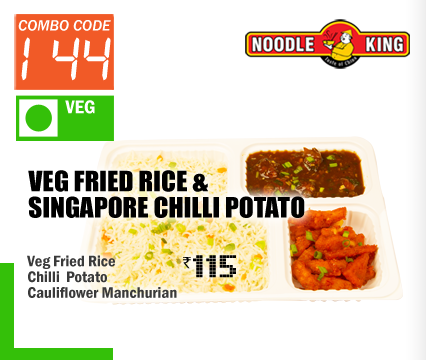 COMBO CODE
144
VEG
NOODLE KING
Taste of China
VEG FRIED RICE &
SINGAPORE CHILLI POTATO
Veg Fried Rice
Chilli Potato
Cauliflower Manchurian
₹115